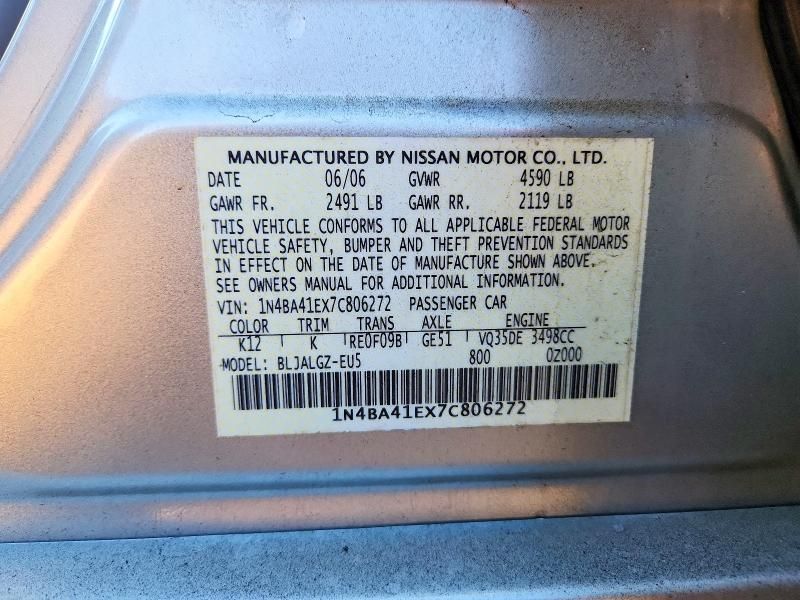 MANUFACTURED BY NISSAN MOTOR CO., LTD.
DATE 06/06 GVWR 4590 LB
GAWR FR. 2491 LB GAWR RR. 2119 LB
THIS VEHICLE CONFORMS TO ALL APPLICABLE FEDERAL MOTOR
VEHICLE SAFETY, BUMPER AND THEFT PREVENTION STANDARDS
IN EFFECT ON THE DATE OF MANUFACTURE SHOWN ABOVE.
SEE OWNERS MANUAL FOR ADDITIONAL INFORMATION.
VIN: 1N4BA41EX7C806272 PASSENGER CAR
COLOR TRIM TRANS AXLE ENGINE
K12 K RE0F09B GE51 VQ35DE 3498CC
MODEL: BLJALGZ-EU5 800 0Z000
1N4BA41EX7C806272